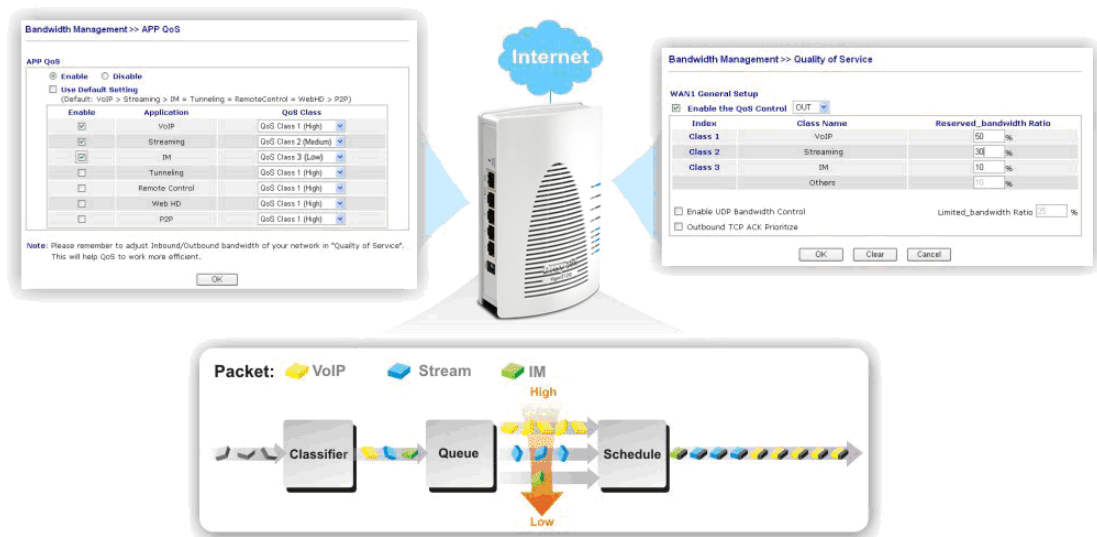 Bandwidth Management >> APP QoS
APP QoS
Enable Disable
Use Default Setting
(Default: VoIP > Streaming > IM = Tunneling = RemoteControl = WebHD > P2P)
Enable Application QoS Class
VoIP QoS Class 1 (High)
Streaming QoS Class 2 (Medium)
IM QoS Class 3 (Low)
Tunneling QoS Class 1 (High)
Remote Control QoS Class 1 (High)
Web HD QoS Class 1 (High)
P2P QoS Class 1 (High)
Note: Please remember to adjust Inbound/Outbound bandwidth of your network in "Quality of Service".
This will help QoS to work more efficient.
OK
Internet
Bandwidth Management >> Quality of Service
WAN1 General Setup
Enable the QoS Control OUT
Index Class Name Reserved_bandwidth Ratio
Class 1 VoIP 50 %
Class 2 Streaming 30 %
Class 3 IM 10 %
Others 10 %
Enable UDP Bandwidth Control Limited_bandwidth Ratio 25 %
Outbound TCP ACK Prioritize
OK Clear Cancel
Packet: VoIP Stream IM
High
Classifier Queue Schedule
Low